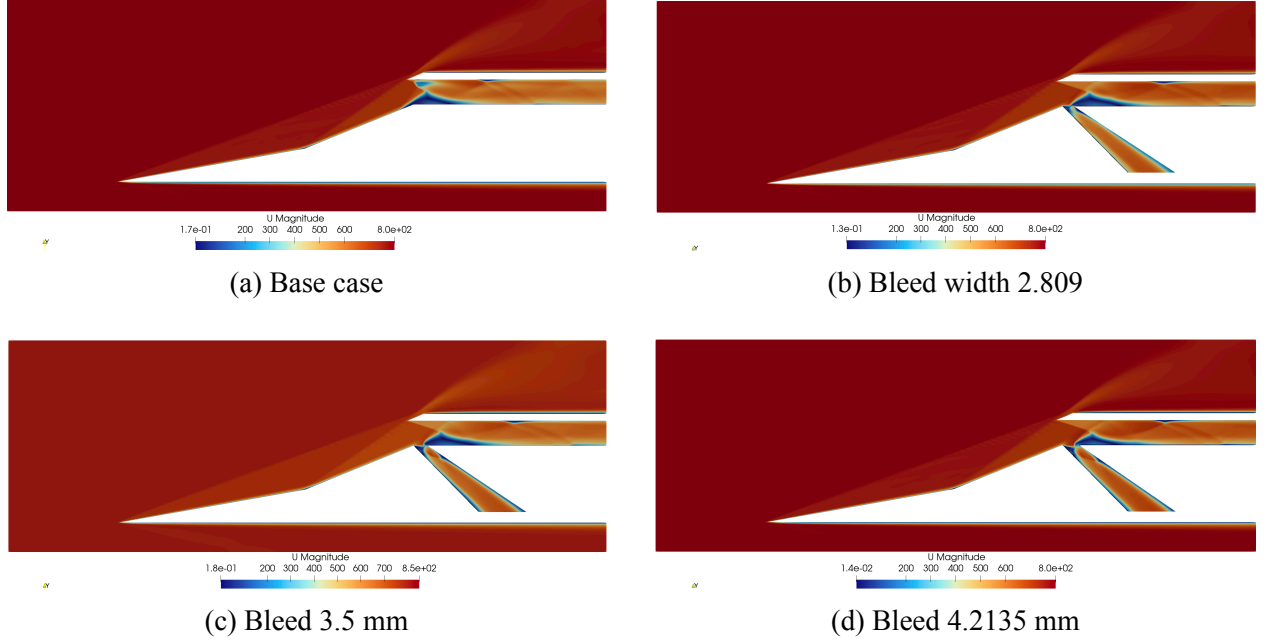 U Magnitude
1.7e-01 200 300 400 500 600 8.0e+02
Y
(a) Base case
U Magnitude
1.3e-01 200 300 400 500 600 8.0e+02
Y
(b) Bleed width 2.809
U Magnitude
1.8e-01 200 300 400 500 600 700 8.5e+02
Y
(c) Bleed 3.5 mm
U Magnitude
1.4e-02 200 300 400 500 600 8.0e+02
Y
(d) Bleed 4.2135 mm